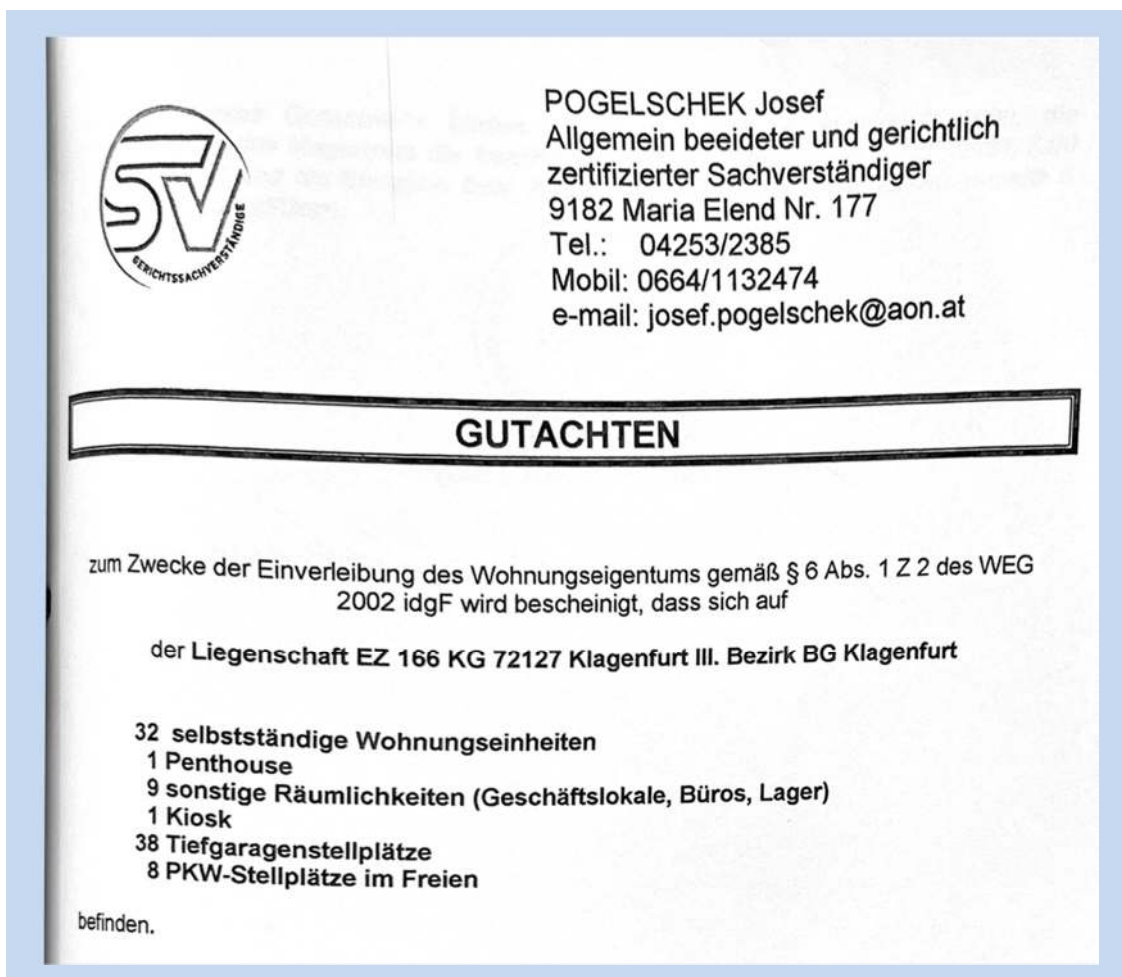 SV
GERICHTSSACHVERSTÄNDIGE
POGELSCHEK Josef
Allgemein beeideter und gerichtlich
zertifizierter Sachverständiger
9182 Maria Elend Nr. 177
Tel.: 04253/2385
Mobil: 0664/1132474
e-mail: josef.pogelschek@aon.at
GUTACHTEN
zum Zwecke der Einverleibung des Wohnungseigentums gemäß § 6 Abs. 1 Z 2 des WEG
2002 idgF wird bescheinigt, dass sich auf
der Liegenschaft EZ 166 KG 72127 Klagenfurt III. Bezirk BG Klagenfurt
32 selbstständige Wohnungseinheiten
1 Penthouse
9 sonstige Räumlichkeiten (Geschäftslokale, Büros, Lager)
1 Kiosk
38 Tiefgaragenstellplätze
8 PKW-Stellplätze im Freien
befinden.